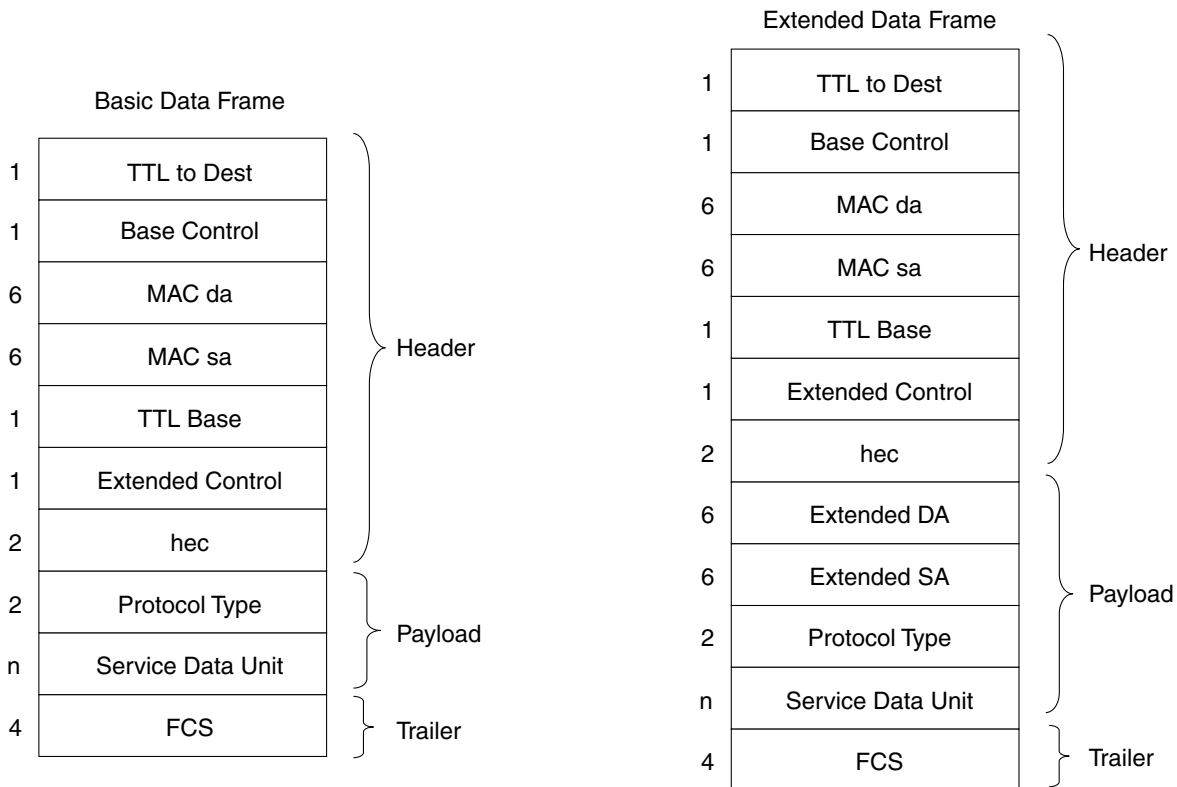 Basic Data Frame
1 TTL to Dest
1 Base Control
6 MAC da
6 MAC sa
1 TTL Base
1 Extended Control
2 hec
2 Protocol Type
n Service Data Unit
4 FCS
Header
Payload
Trailer
Extended Data Frame
1 TTL to Dest
1 Base Control
6 MAC da
6 MAC sa
1 TTL Base
1 Extended Control
2 hec
6 Extended DA
6 Extended SA
2 Protocol Type
n Service Data Unit
4 FCS
Header
Payload
Trailer